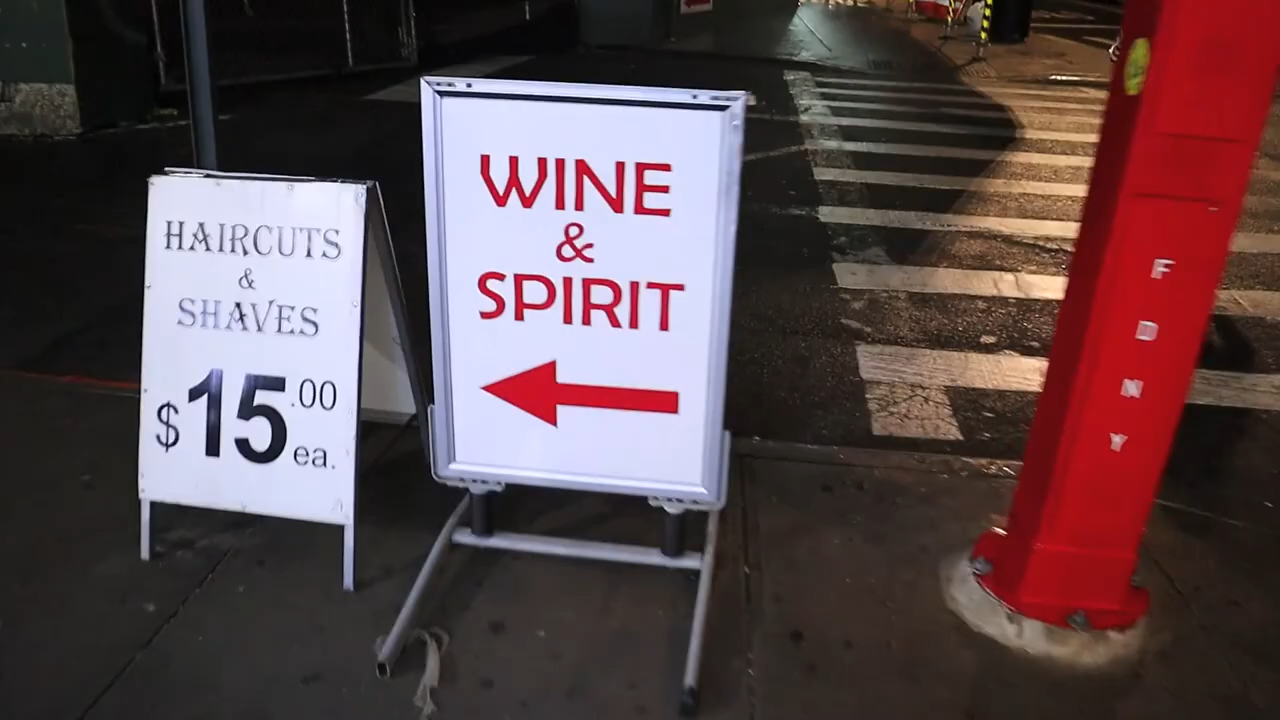 HAIRCUTS
&
SHAVES
$15.00
ea.
WINE
&
SPIRIT
F
D
N
Y